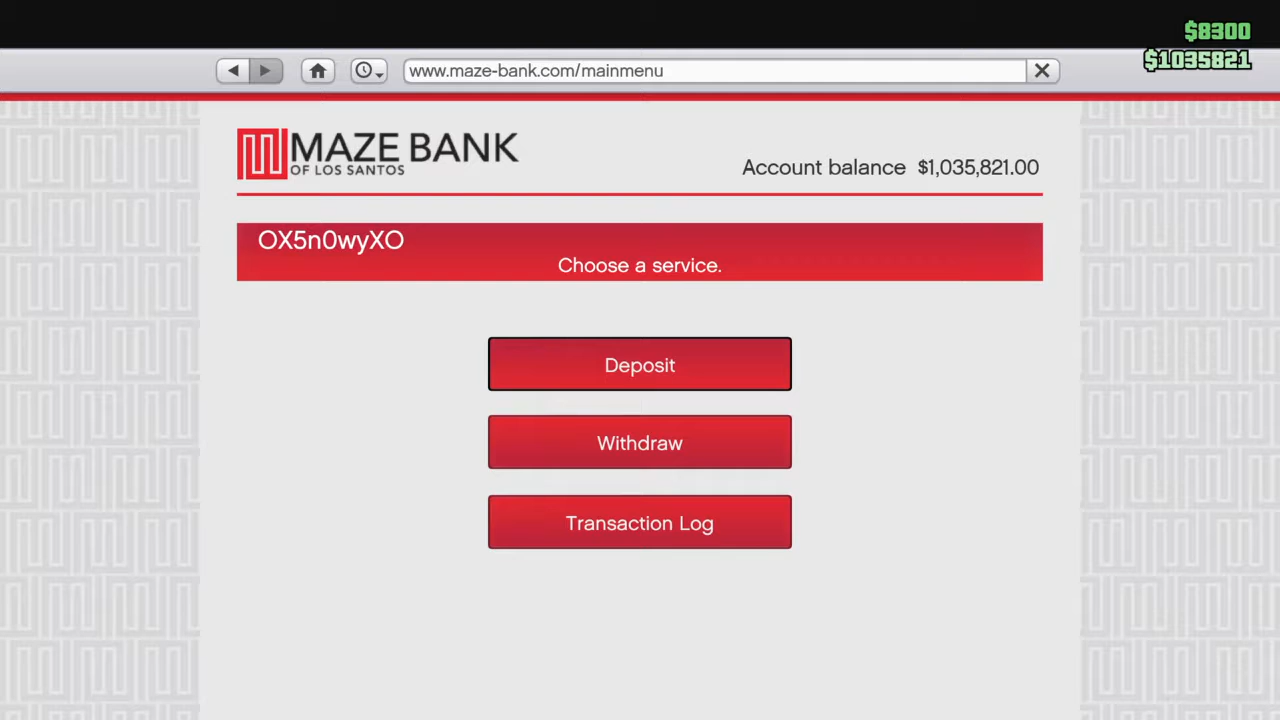 $8300
$1035821
www.maze-bank.com/mainmenu
MAZE BANK
OF LOS SANTOS
Account balance $1,035,821.00
OX5n0wyXO
Choose a service.
Deposit
Withdraw
Transaction Log